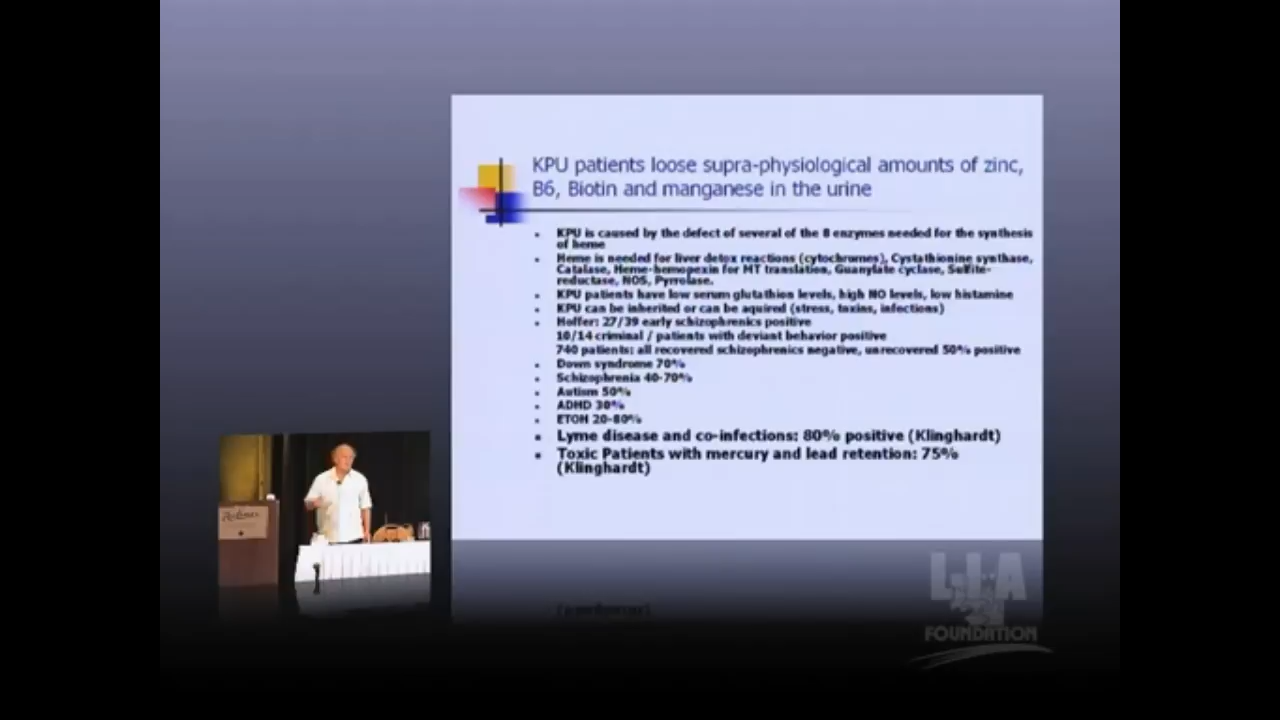 KPU patients loose supra-physiological amounts of zinc,
B6, Biotin and manganese in the urine
KPU is caused by the defect of several of the 8 enzymes needed for the synthesis
of heme
Heme is needed for liver detox reactions (cytochromes), Cystathionine synthase,
Catalase, Heme-hemopexin for MT translation, Guanylate cyclase, Sulfite-
reductase, NOS, Pyrrolase.
KPU patients have low serum glutathion levels, high NO levels, low histamine
KPU can be inherited or can be aquired (stress, toxins, infections)
Hoffer: 27/39 early schizophrenics positive
10/14 criminal / patients with deviant behavior positive
740 patients: all recovered schizophrenics negative, unrecovered 50% positive
Down syndrome 70%
Schizophrenia 40-70%
Autism 50%
ADHD 30%
ETOH 20-80%
Lyme disease and co-infections: 80% positive (Klinghardt)
Toxic Patients with mercury and lead retention: 75%
(Klinghardt)
L.I.A
FOUNDATION